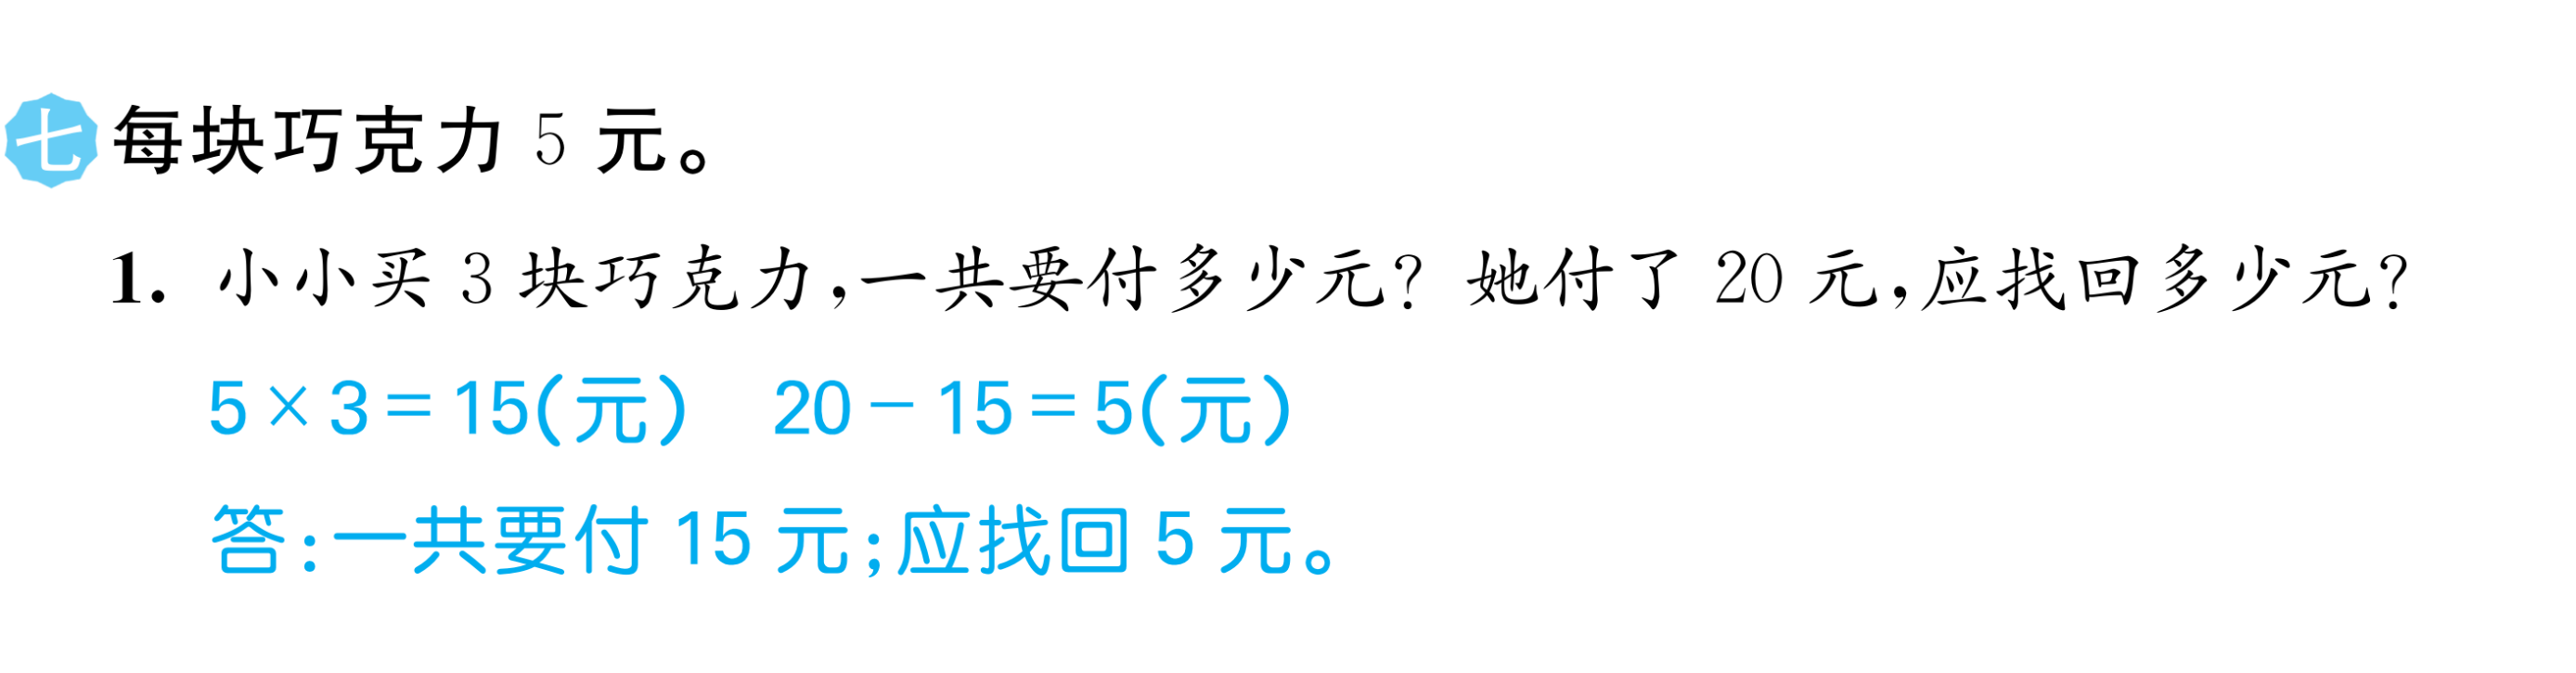 七 每块巧克力 5 元。
1. 小小买 3 块巧克力,一共要付多少元? 她付了 20 元,应找回多少元?
5×3=15(元) 20-15=5(元)
答:一共要付 15 元;应找回 5 元。